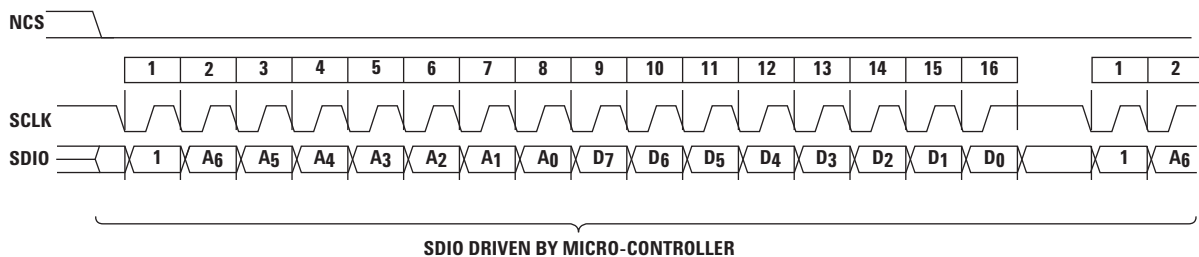 NCS
1 2 3 4 5 6 7 8 9 10 11 12 13 14 15 16 1 2
SCLK
SDIO 1 A6 A5 A4 A3 A2 A1 A0 D7 D6 D5 D4 D3 D2 D1 D0 1 A6
SDIO DRIVEN BY MICRO-CONTROLLER